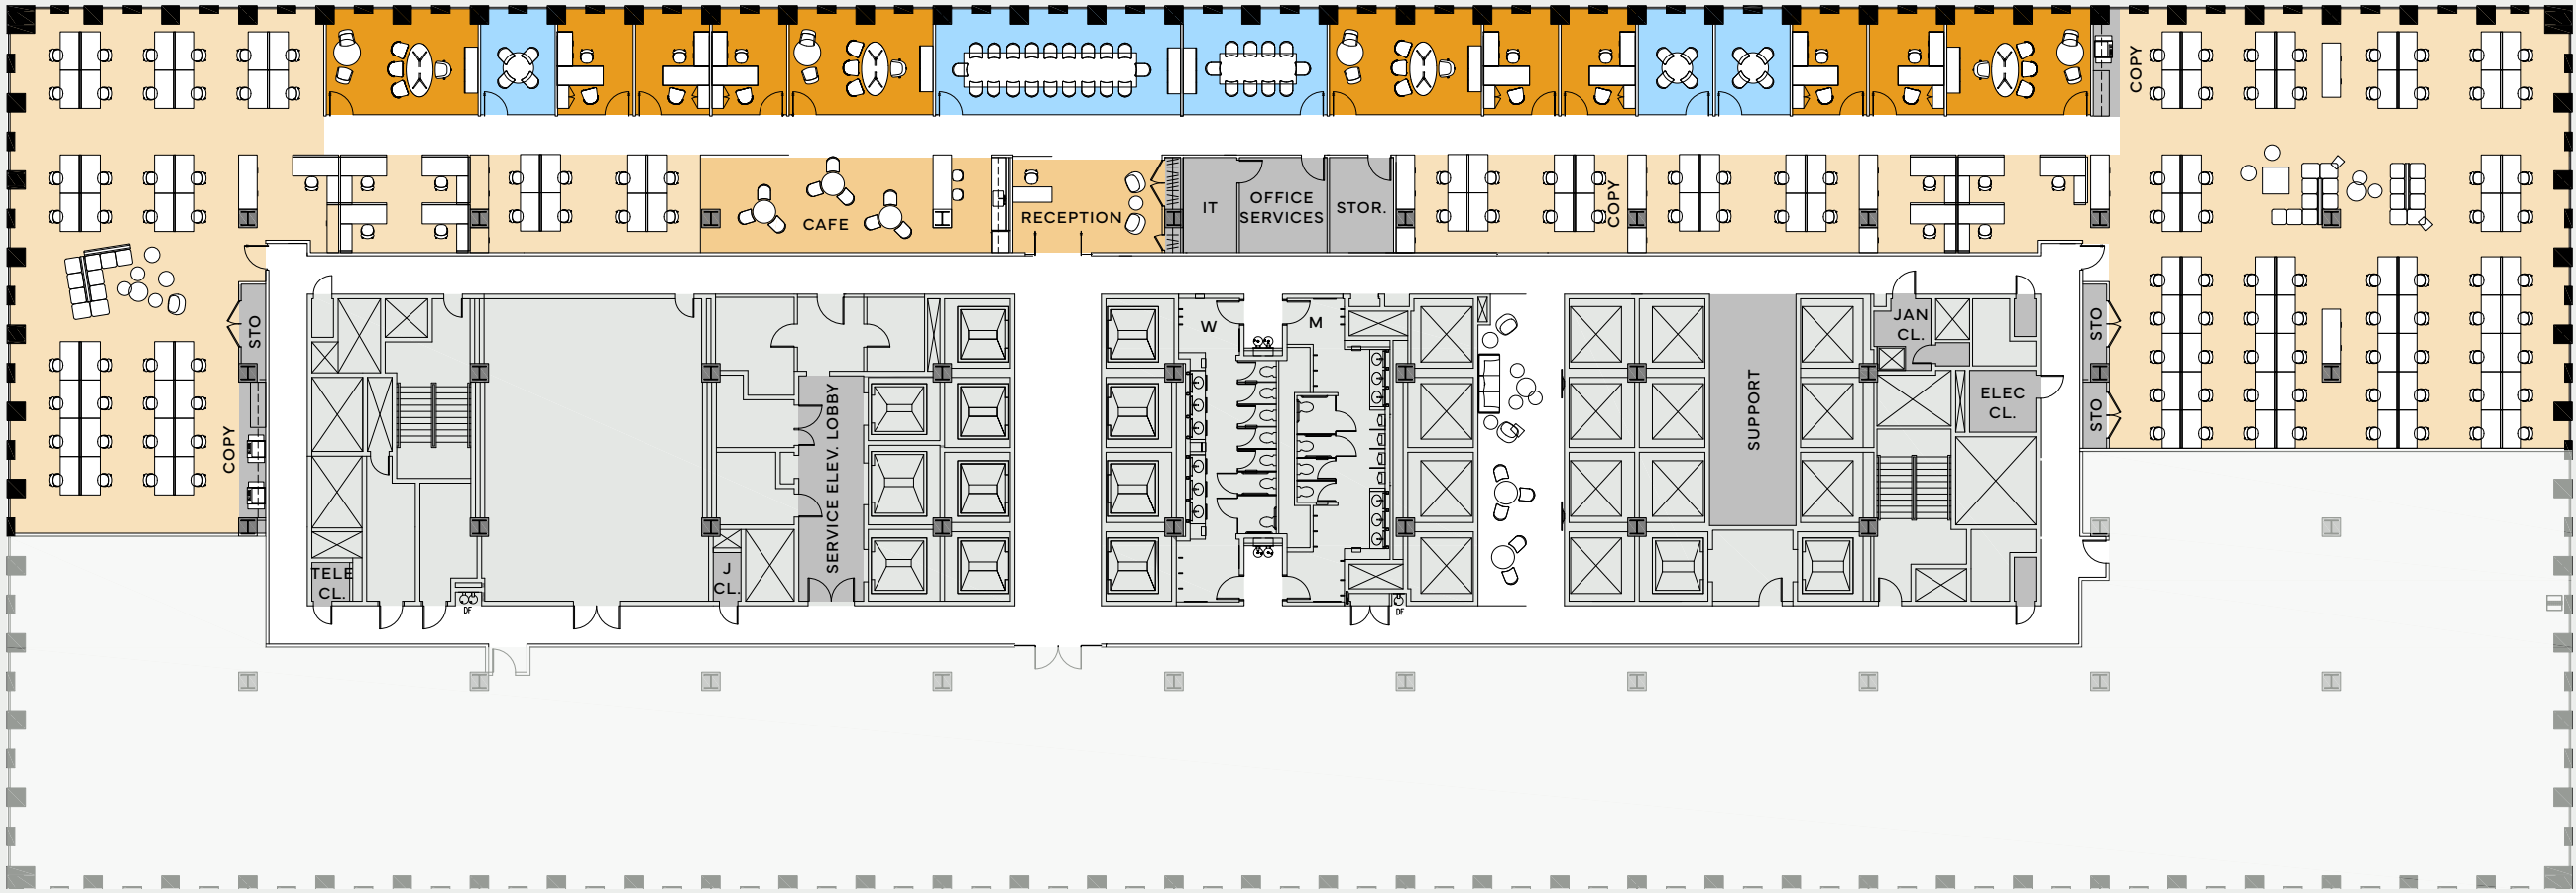 COPY
COPY
CAFE
RECEPTION
IT
OFFICE
SERVICES
STOR.
STO
COPY
W
M
JAN
CL.
STO
STO
SUPPORT
ELEC
CL.
SERVICE ELEV. LOBBY
TELE
CL.
J
CL.
DF
DF